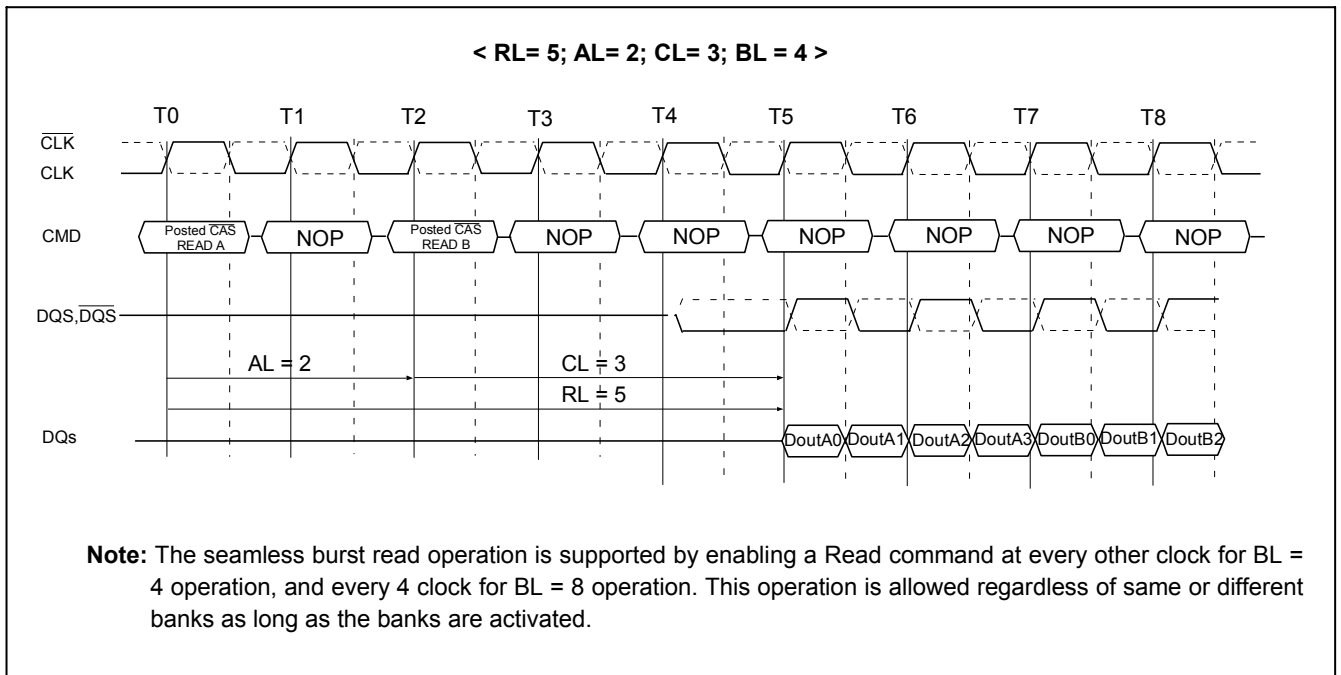 < RL= 5; AL= 2; CL= 3; BL = 4 >
T0 T1 T2 T3 T4 T5 T6 T7 T8
CLK
CLK
CMD
Posted CAS
READ A
NOP
Posted CAS
READ B
NOP
NOP
NOP
NOP
NOP
NOP
DQS,DQS
AL = 2
CL = 3
RL = 5
DQs
DoutA0 DoutA1 DoutA2 DoutA3 DoutB0 DoutB1 DoutB2
Note: The seamless burst read operation is supported by enabling a Read command at every other clock for BL =
4 operation, and every 4 clock for BL = 8 operation. This operation is allowed regardless of same or different
banks as long as the banks are activated.